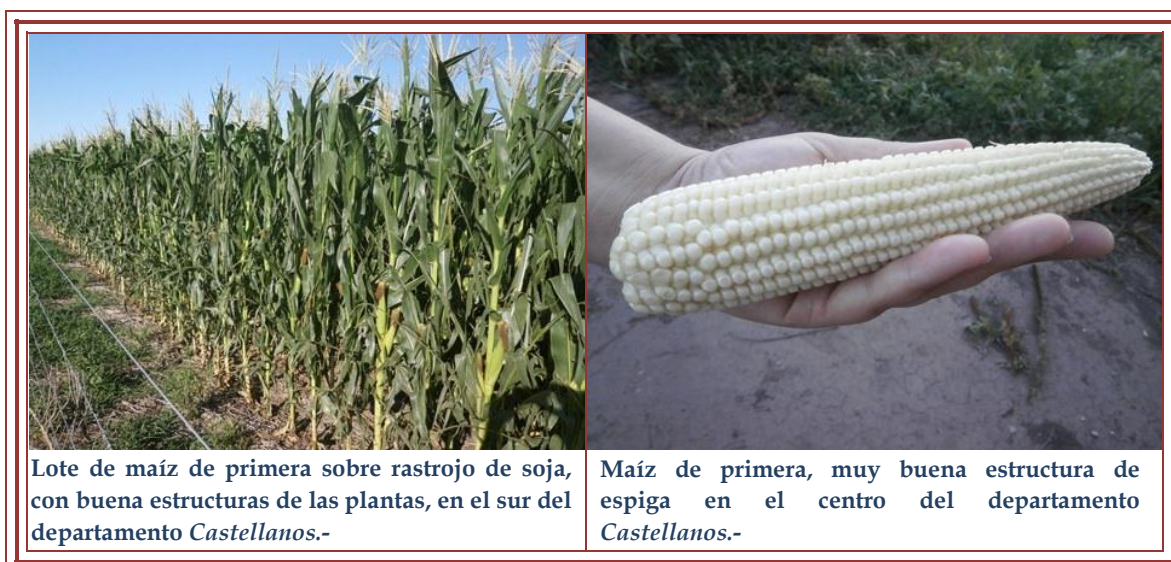 Lote de maíz de primera sobre rastrojo de soja,
con buena estructuras de las plantas, en el sur del
departamento Castellanos.-
Maíz de primera, muy buena estructura de
espiga en el centro del departamento
Castellanos.-